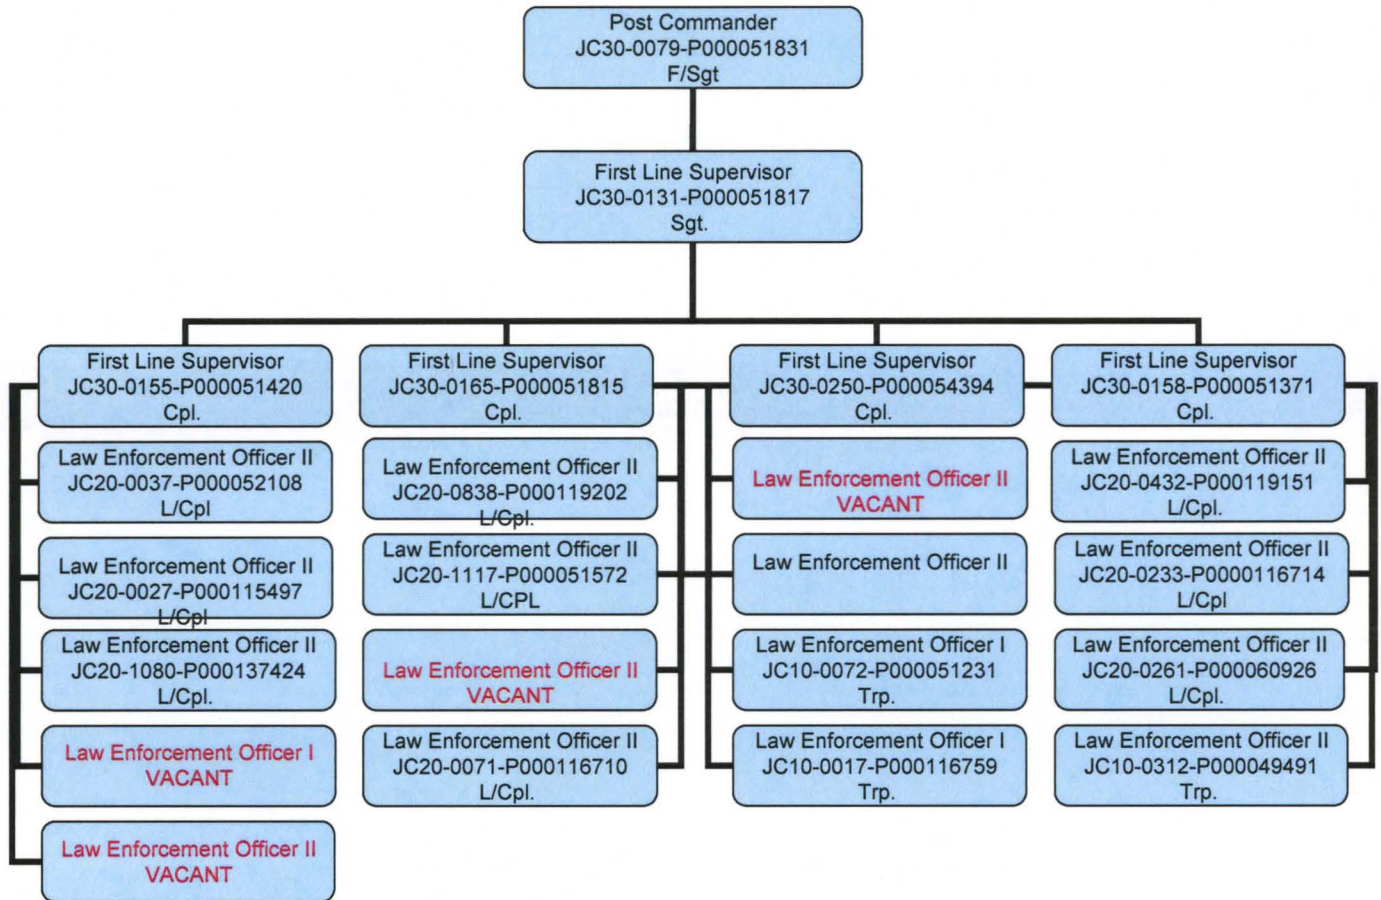 Post Commander
JC30-0079-P000051831
F/Sgt
First Line Supervisor
JC30-0131-P000051817
Sgt.
First Line Supervisor
JC30-0155-P000051420
Cpl.
Law Enforcement Officer II
JC20-0037-P000052108
L/Cpl
Law Enforcement Officer II
JC20-0027-P000115497
L/Cpl
Law Enforcement Officer II
JC20-1080-P000137424
L/Cpl.
Law Enforcement Officer I
VACANT
Law Enforcement Officer II
VACANT
First Line Supervisor
JC30-0165-P000051815
Cpl.
Law Enforcement Officer II
JC20-0838-P000119202
L/Cpl.
Law Enforcement Officer II
JC20-1117-P000051572
L/CPL
Law Enforcement Officer II
VACANT
Law Enforcement Officer II
JC20-0071-P000116710
L/Cpl.
First Line Supervisor
JC30-0250-P000054394
Cpl.
Law Enforcement Officer II
VACANT
Law Enforcement Officer II
Law Enforcement Officer I
JC10-0072-P000051231
Trp.
Law Enforcement Officer I
JC10-0017-P000116759
Trp.
First Line Supervisor
JC30-0158-P000051371
Cpl.
Law Enforcement Officer II
JC20-0432-P000119151
L/Cpl.
Law Enforcement Officer II
JC20-0233-P0000116714
L/Cpl
Law Enforcement Officer II
JC20-0261-P000060926
L/Cpl.
Law Enforcement Officer II
JC10-0312-P000049491
Trp.